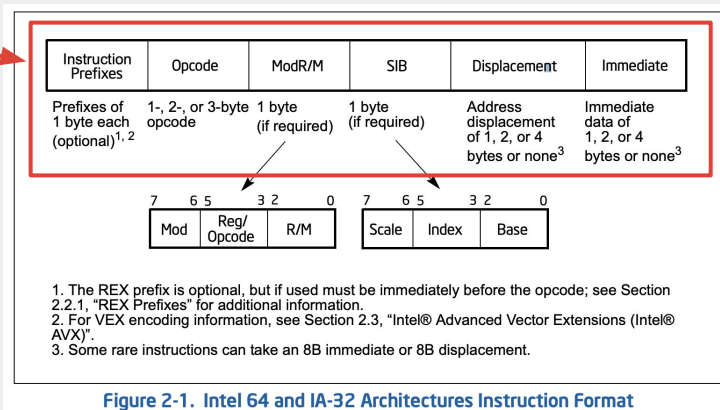 Instruction Prefixes Opcode ModR/M SIB Displacement Immediate
Prefixes of 1 byte each (optional)1, 2
1-, 2-, or 3-byte opcode
1 byte (if required)
1 byte (if required)
Address displacement of 1, 2, or 4 bytes or none3
Immediate data of 1, 2, or 4 bytes or none3
7 6 5 3 2 0
Mod Reg/Opcode R/M
7 6 5 3 2 0
Scale Index Base
1. The REX prefix is optional, but if used must be immediately before the opcode; see Section
2.2.1, “REX Prefixes” for additional information.
2. For VEX encoding information, see Section 2.3, “Intel® Advanced Vector Extensions (Intel®
AVX)”.
3. Some rare instructions can take an 8B immediate or 8B displacement.
Figure 2-1. Intel 64 and IA-32 Architectures Instruction Format